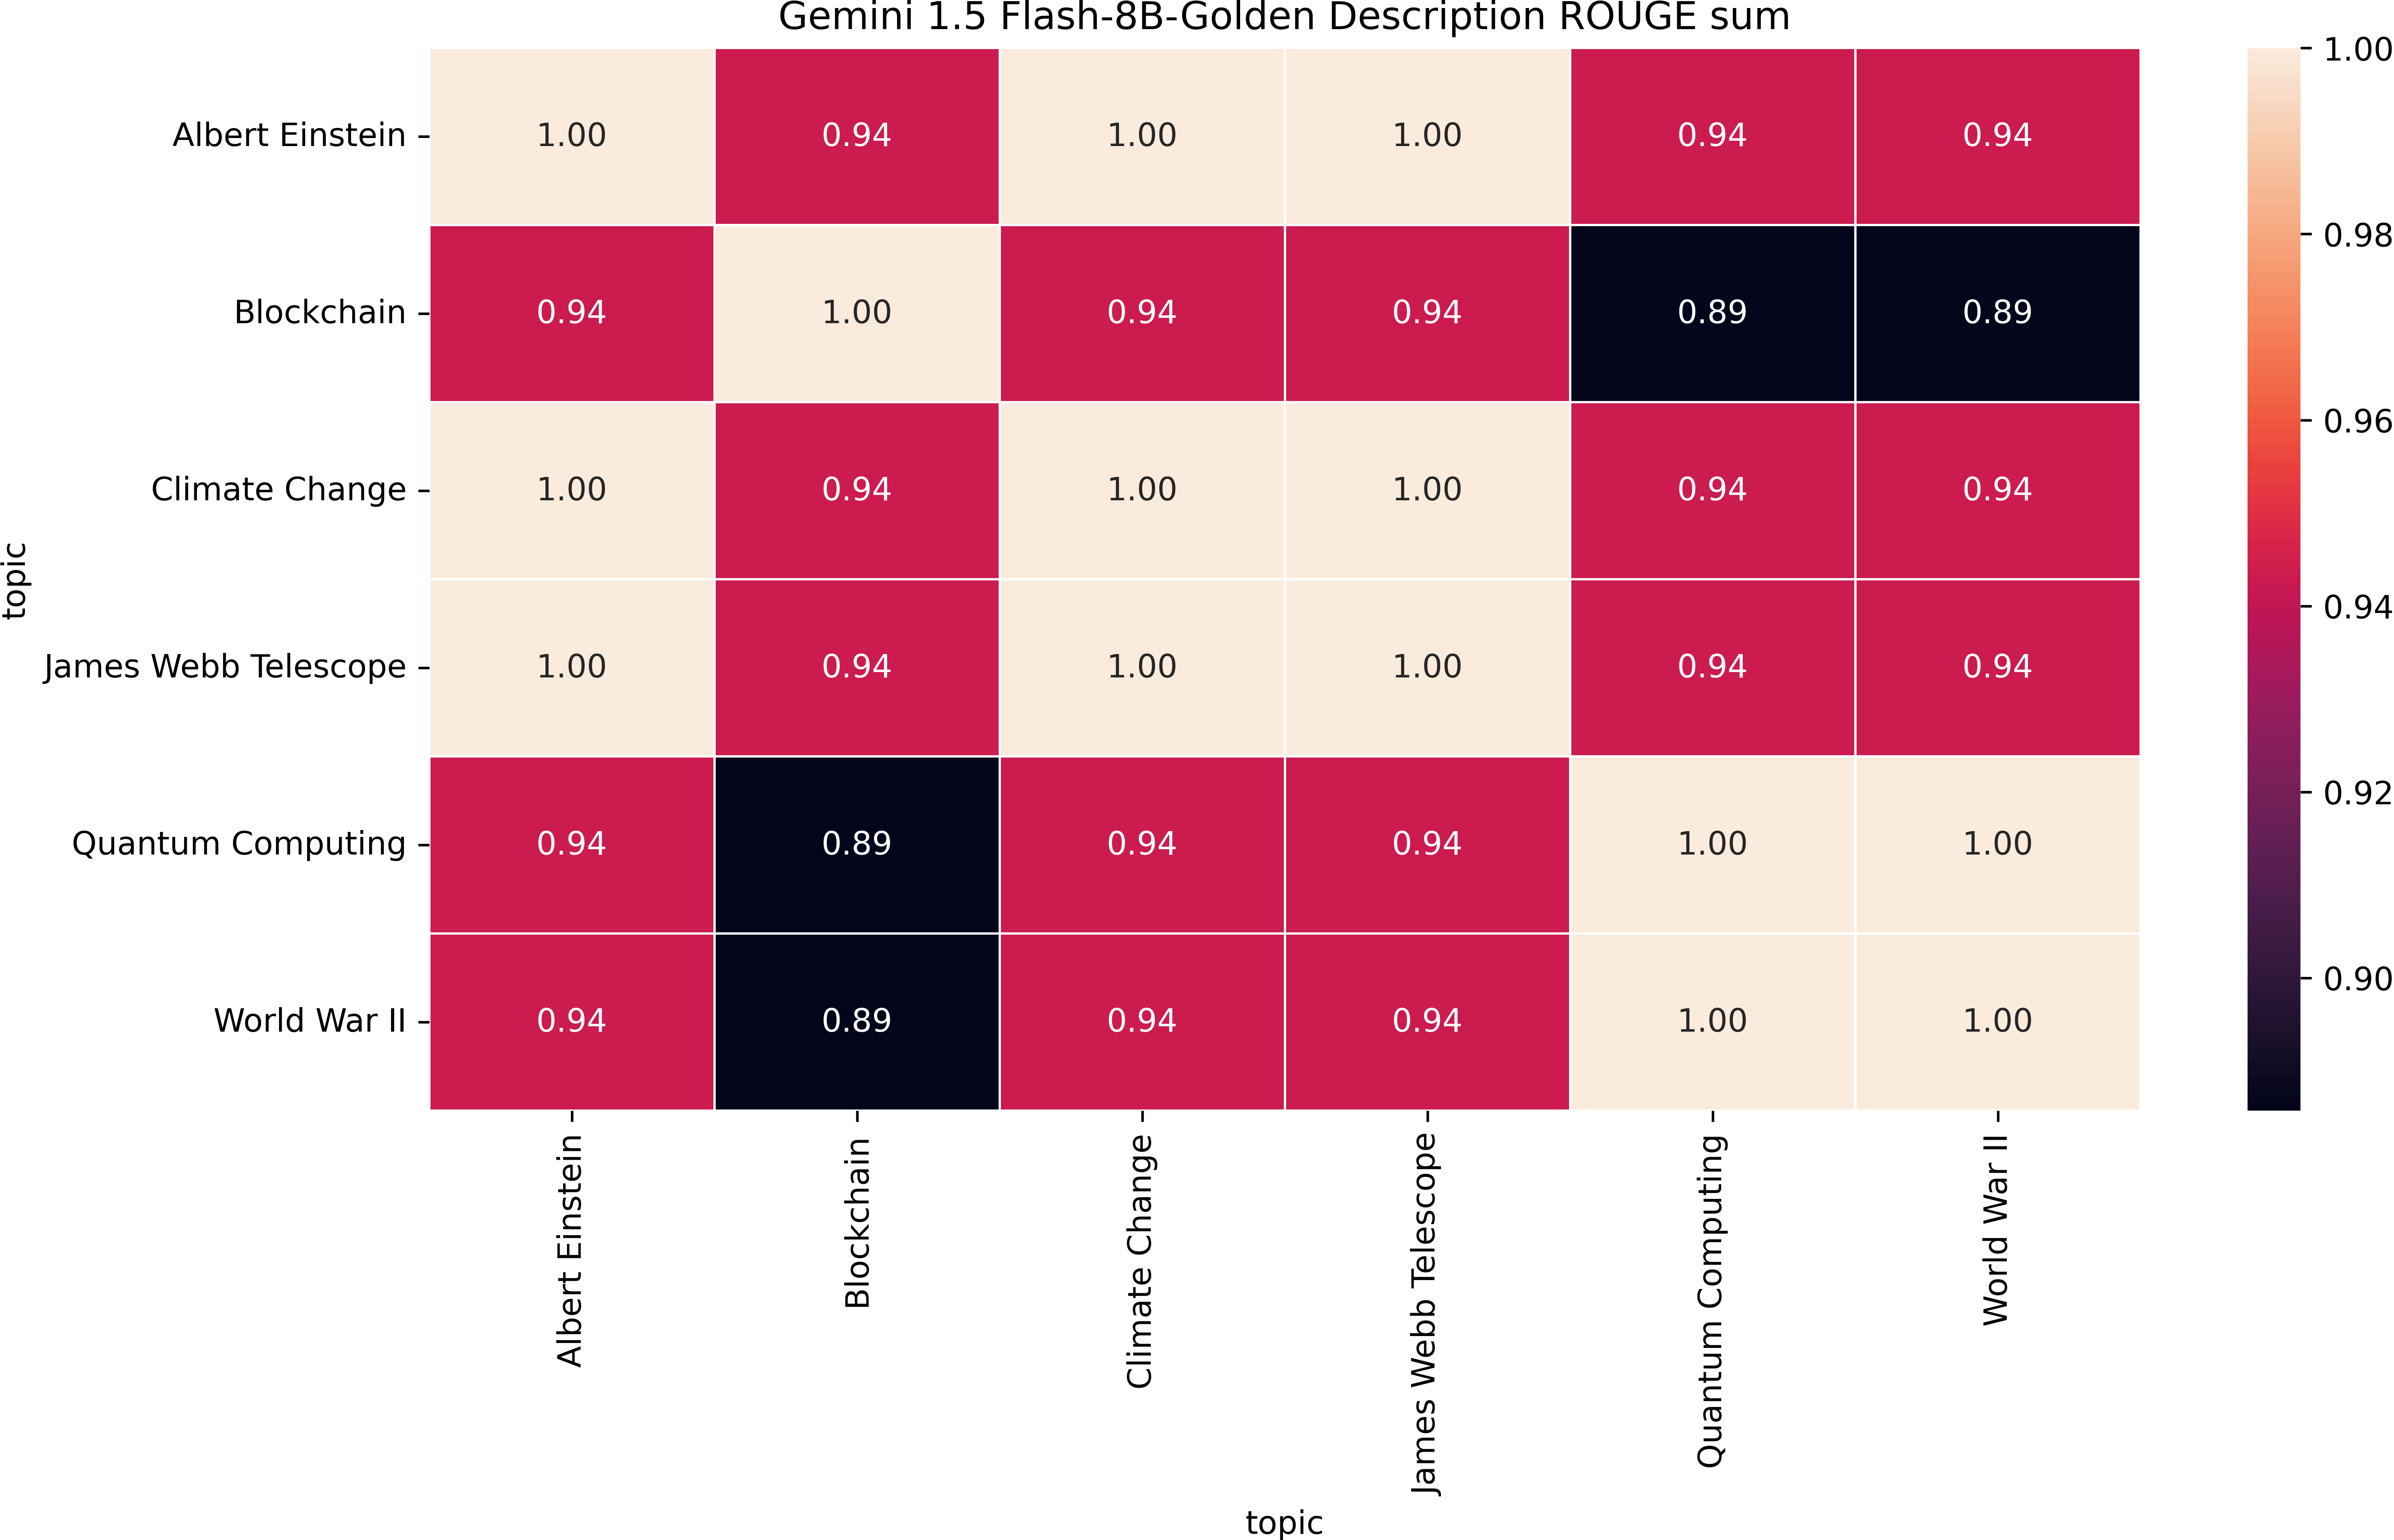 Gemini 1.5 Flash-8B-Golden Description ROUGE sum
topic
Albert Einstein 1.00 0.94 1.00 1.00 0.94 0.94
Blockchain 0.94 1.00 0.94 0.94 0.89 0.89
Climate Change 1.00 0.94 1.00 1.00 0.94 0.94
James Webb Telescope 1.00 0.94 1.00 1.00 0.94 0.94
Quantum Computing 0.94 0.89 0.94 0.94 1.00 1.00
World War II 0.94 0.89 0.94 0.94 1.00 1.00
Albert Einstein
Blockchain
Climate Change
James Webb Telescope
Quantum Computing
World War II
topic
1.00
0.98
0.96
0.94
0.92
0.90